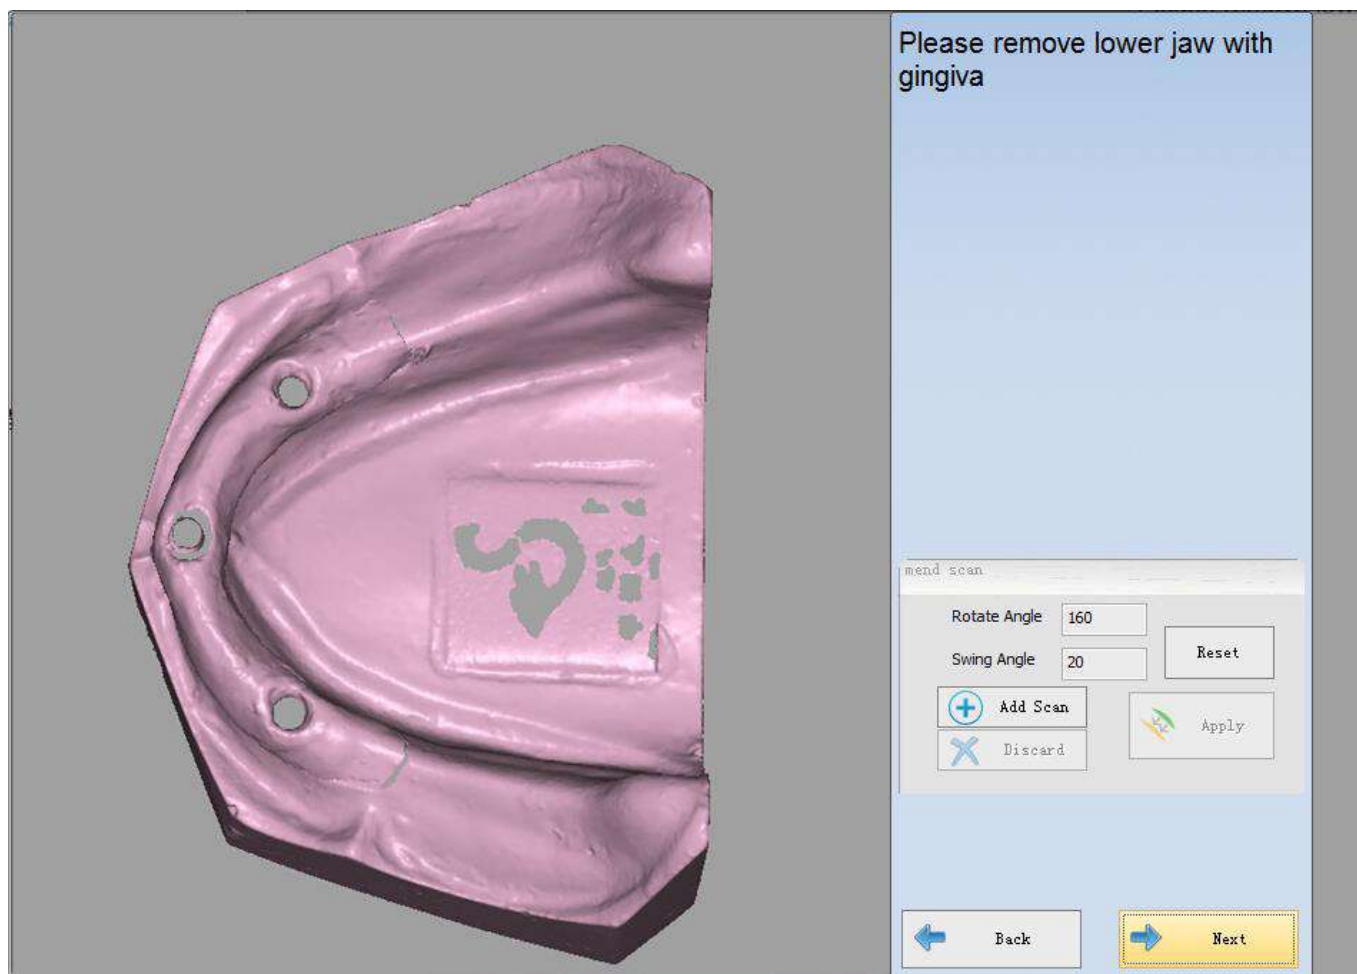 Please remove lower jaw with
gingiva
mend scan
Rotate Angle 160
Swing Angle 20
Reset
Add Scan
Discard
Apply
Back
Next